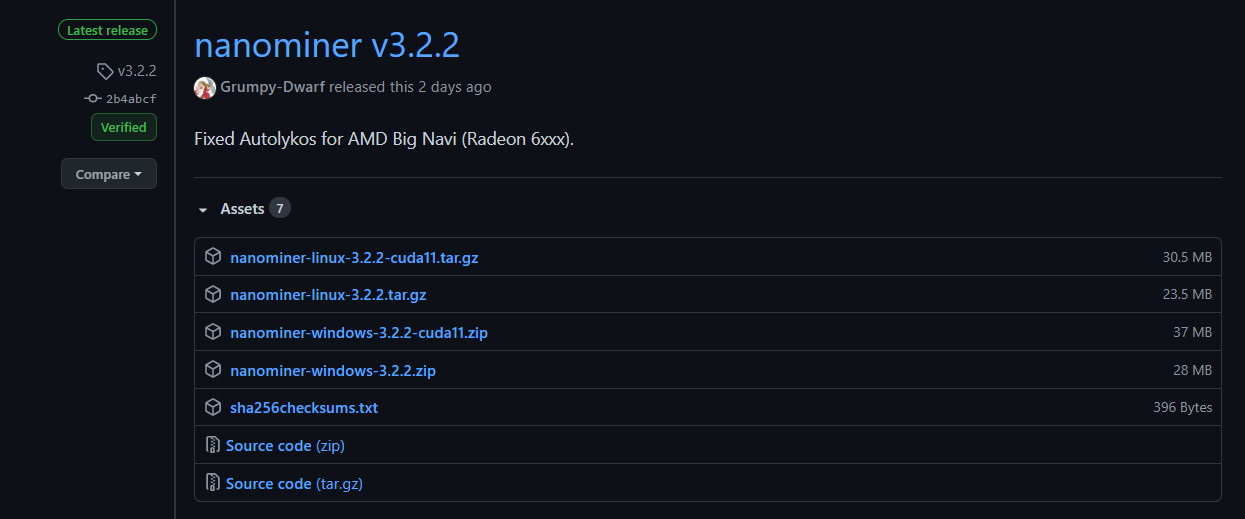 Latest release
v3.2.2
2b4abcf
Verified
Compare
nanominer v3.2.2
Grumpy-Dwarf released this 2 days ago
Fixed Autolykos for AMD Big Navi (Radeon 6xxx).
Assets 7
nanominer-linux-3.2.2-cuda11.tar.gz 30.5 MB
nanominer-linux-3.2.2.tar.gz 23.5 MB
nanominer-windows-3.2.2-cuda11.zip 37 MB
nanominer-windows-3.2.2.zip 28 MB
sha256checksums.txt 396 Bytes
Source code (zip)
Source code (tar.gz)